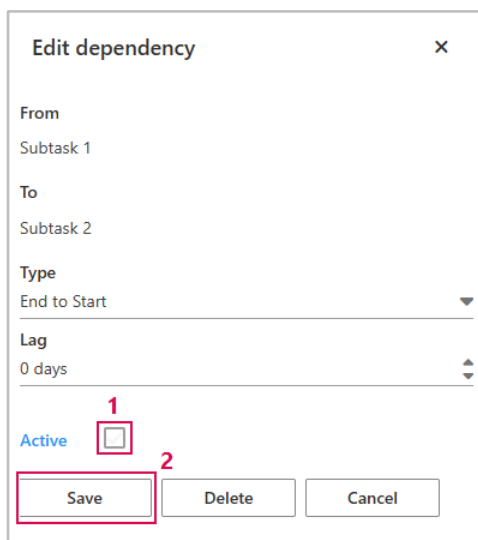 Edit dependency ×
From
Subtask 1
To
Subtask 2
Type
End to Start
Lag
0 days
1
Active
2
Save Delete Cancel